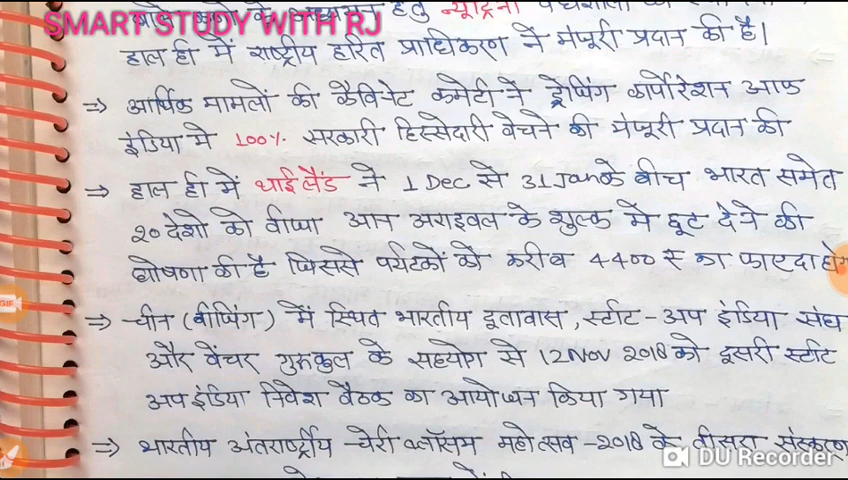 SMART STUDY WITH RJ
हेतु न्यूट्रिनो
हाल ही में राष्ट्रीय हरित प्राधिकरण ने मंजूरी प्रदान की है।
⇒ आर्थिक मामलों की कैबिनेट कमेटी ने ड्रेजिंग कार्पोरेशन आफ
इंडिया में 100% सरकारी हिस्सेदारी बेचने की मंजूरी प्रदान की
⇒ हाल ही में थाईलैंड ने 1 Dec से 31 Jan के बीच भारत समेत
20 देशो को वीजा आन अराइवल के शुल्क में छूट देने की
घोषणा की है जिससे पर्यटकों को करीब 4400 ₹ का फाएदा होगा
⇒ चीन (बीजिंग) में स्थित भारतीय दूतावास, स्टार्ट-अप इंडिया संघ
और वेंचर गुरुकुल के सहयोग से 12 Nov 2018 को दूसरी स्टार्ट
अप इंडिया निवेश बैठक का आयोजन किया गया
⇒ भारतीय अंतरार्ष्ट्रीय चेरी ब्लॉसम महोत्सव-2018 के तीसरा संस्करण
DU Recorder
GIF